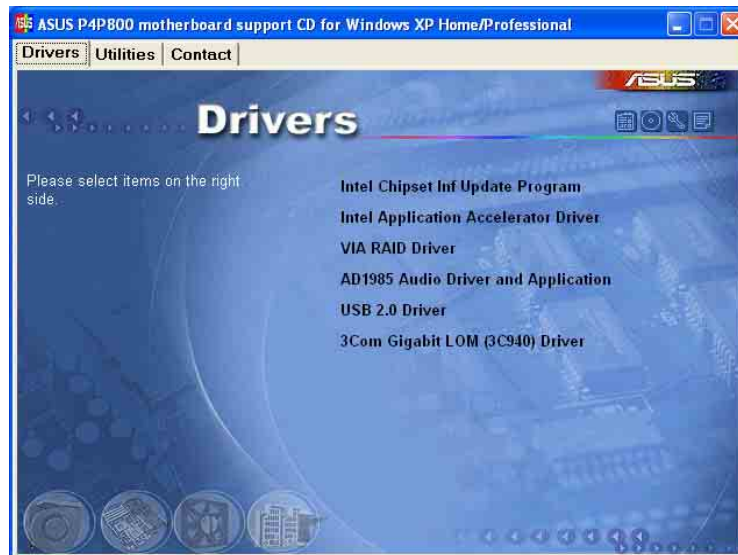 ASUS P4P800 motherboard support CD for Windows XP Home/Professional
Drivers Utilities Contact
ASUS
Drivers
Please select items on the right
side.
Intel Chipset Inf Update Program
Intel Application Accelerator Driver
VIA RAID Driver
AD1985 Audio Driver and Application
USB 2.0 Driver
3Com Gigabit LOM (3C940) Driver